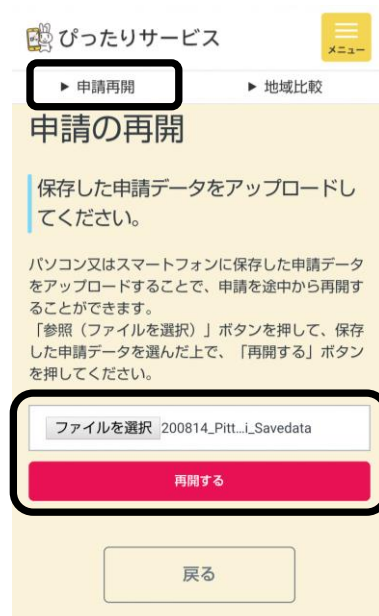 ぴったりサービス
メニュー
▶ 申請再開
▶ 地域比較
申請の再開
保存した申請データをアップロードし
てください。
パソコン又はスマートフォンに保存した申請データ
をアップロードすることで、申請を途中から再開す
ることができます。
「参照（ファイルを選択）」ボタンを押して、保存
した申請データを選んだ上で、「再開する」ボタン
を押してください。
ファイルを選択 200814_Pitt...i_Savedata
再開する
戻る